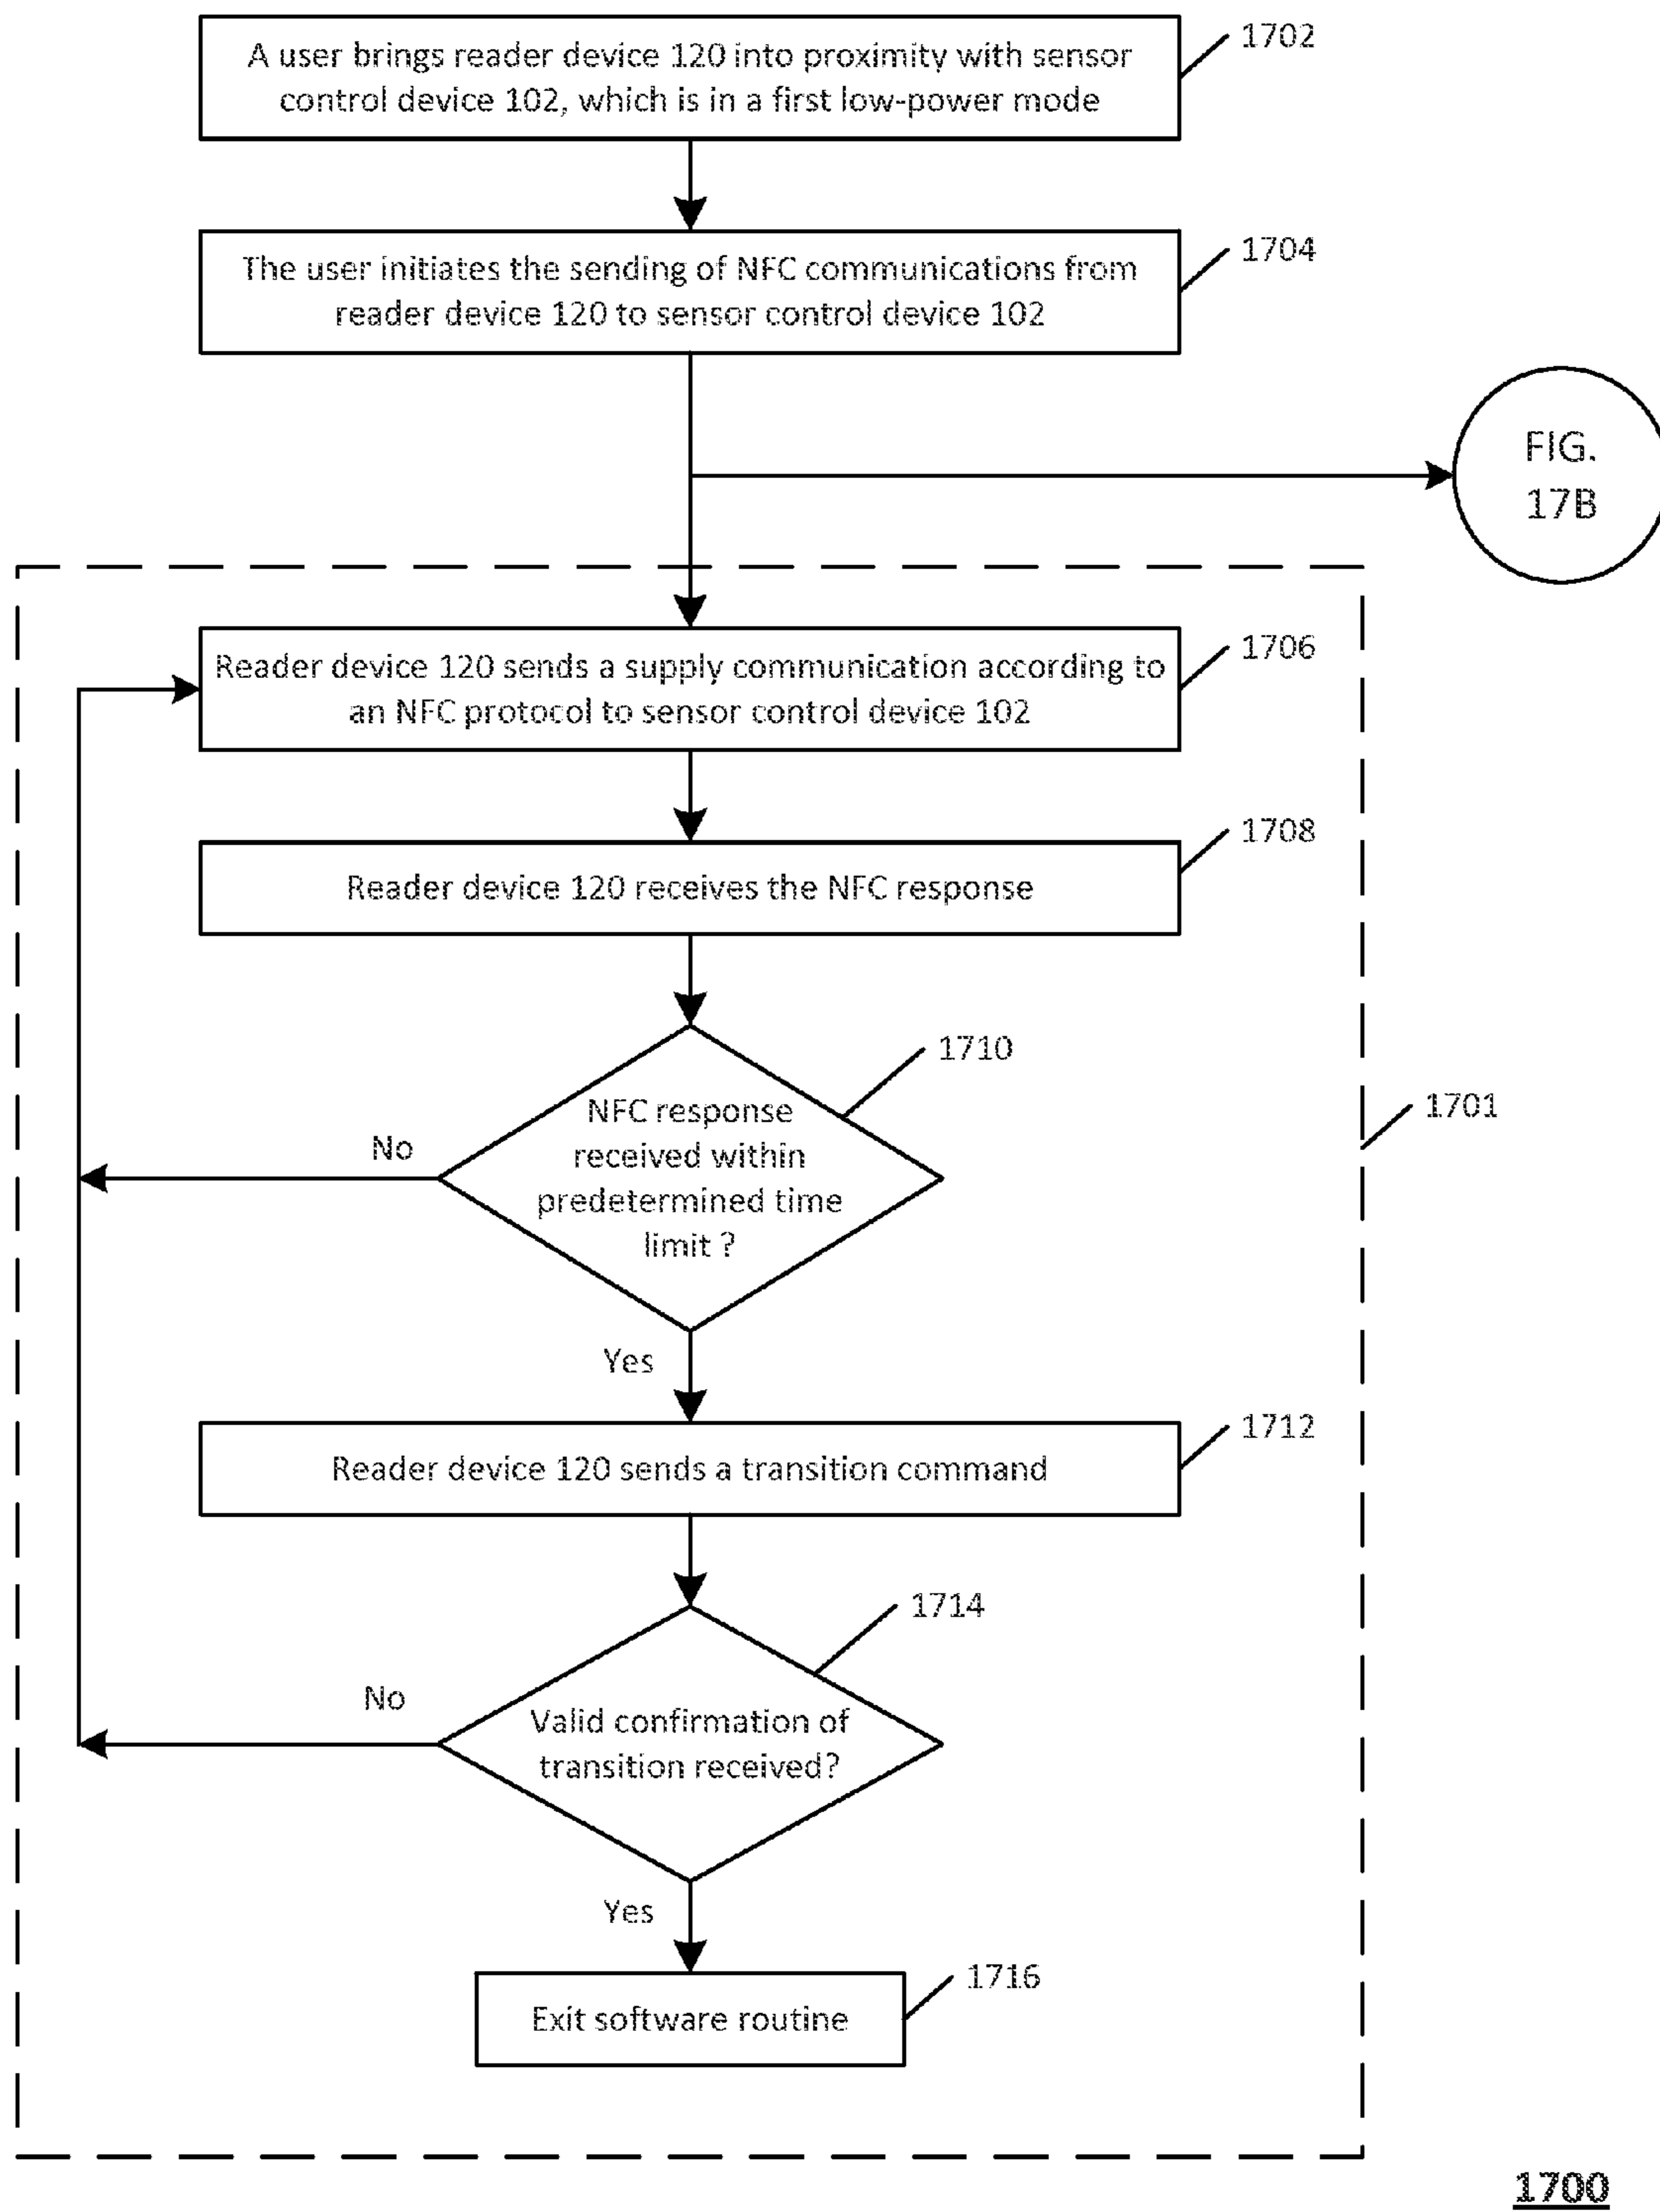 A user brings reader device 120 into proximity with sensor
control device 102, which is in a first low-power mode
1702
The user initiates the sending of NFC communications from
reader device 120 to sensor control device 102
1704
FIG.
17B
Reader device 120 sends a supply communication according to
an NFC protocol to sensor control device 102
1706
Reader device 120 receives the NFC response
1708
NFC response
received within
predetermined time
limit ?
1710
No
1701
Yes
Reader device 120 sends a transition command
1712
Valid confirmation of
transition received?
1714
No
Yes
Exit software routine
1716
1700